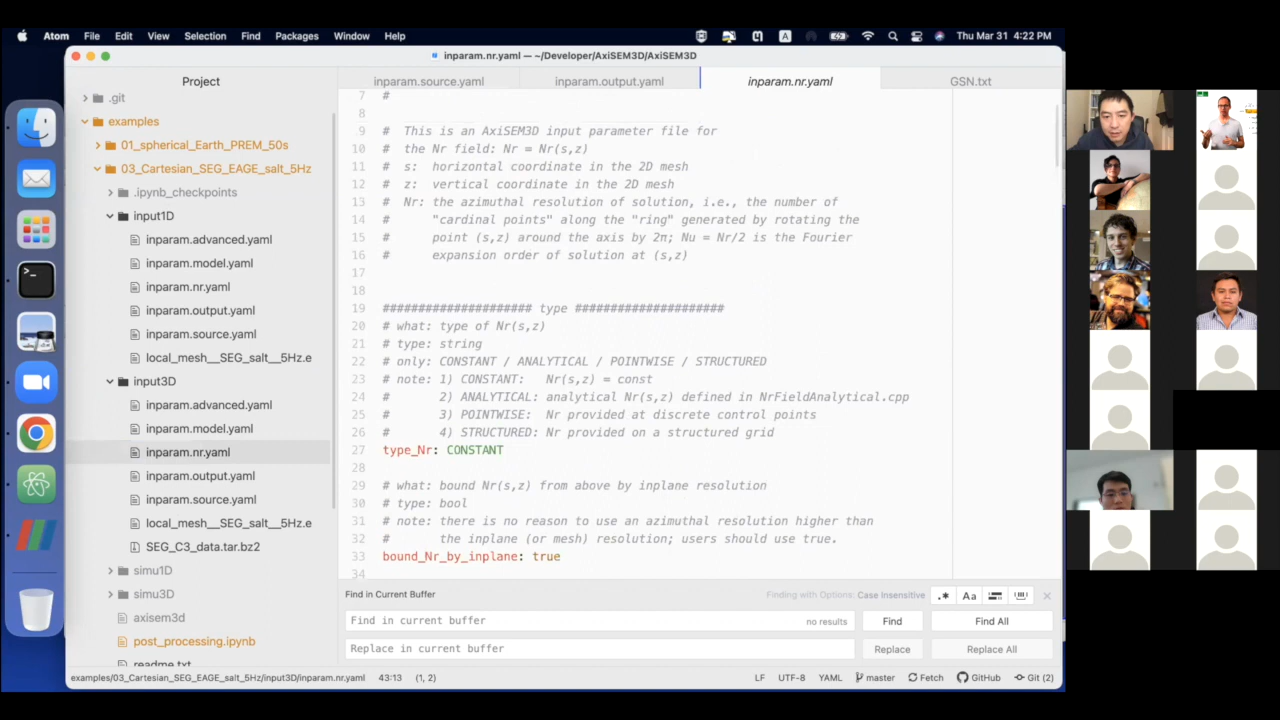 Atom File Edit View Selection Find Packages Window Help Thu Mar 31 4:22 PM
inparam.nr.yaml — ~/Developer/AxiSEM3D/AxiSEM3D
Project
inparam.source.yaml inparam.output.yaml inparam.nr.yaml GSN.txt
.git
examples
01_spherical_Earth_PREM_50s
03_Cartesian_SEG_EAGE_salt_5Hz
.ipynb_checkpoints
input1D
inparam.advanced.yaml
inparam.model.yaml
inparam.nr.yaml
inparam.output.yaml
inparam.source.yaml
local_mesh__SEG_salt__5Hz.e
input3D
inparam.advanced.yaml
inparam.model.yaml
inparam.nr.yaml
inparam.output.yaml
inparam.source.yaml
local_mesh__SEG_salt__5Hz.e
SEG_C3_data.tar.bz2
simu1D
simu3D
axisem3d
post_processing.ipynb
readme.txt
7 #
8
9 # This is an AxiSEM3D input parameter file for
10 # the Nr field: Nr = Nr(s,z)
11 # s: horizontal coordinate in the 2D mesh
12 # z: vertical coordinate in the 2D mesh
13 # Nr: the azimuthal resolution of solution, i.e., the number of
14 # "cardinal points" along the "ring" generated by rotating the
15 # point (s,z) around the axis by 2π; Nu = Nr/2 is the Fourier
16 # expansion order of solution at (s,z)
17
18
19 ##################### type #####################
20 # what: type of Nr(s,z)
21 # type: string
22 # only: CONSTANT / ANALYTICAL / POINTWISE / STRUCTURED
23 # note: 1) CONSTANT: Nr(s,z) = const
24 # 2) ANALYTICAL: analytical Nr(s,z) defined in NrFieldAnalytical.cpp
25 # 3) POINTWISE: Nr provided at discrete control points
26 # 4) STRUCTURED: Nr provided on a structured grid
27 type_Nr: CONSTANT
28
29 # what: bound Nr(s,z) from above by inplane resolution
30 # type: bool
31 # note: there is no reason to use an azimuthal resolution higher than
32 # the inplane (or mesh) resolution; users should use true.
33 bound_Nr_by_inplane: true
34
Find in Current Buffer Finding with Options: Case Insensitive .* Aa
Find in current buffer no results Find Find All
Replace in current buffer Replace Replace All
examples/03_Cartesian_SEG_EAGE_salt_5Hz/input3D/inparam.nr.yaml 43:13 (1, 2) LF UTF-8 YAML master Fetch GitHub Git (2)